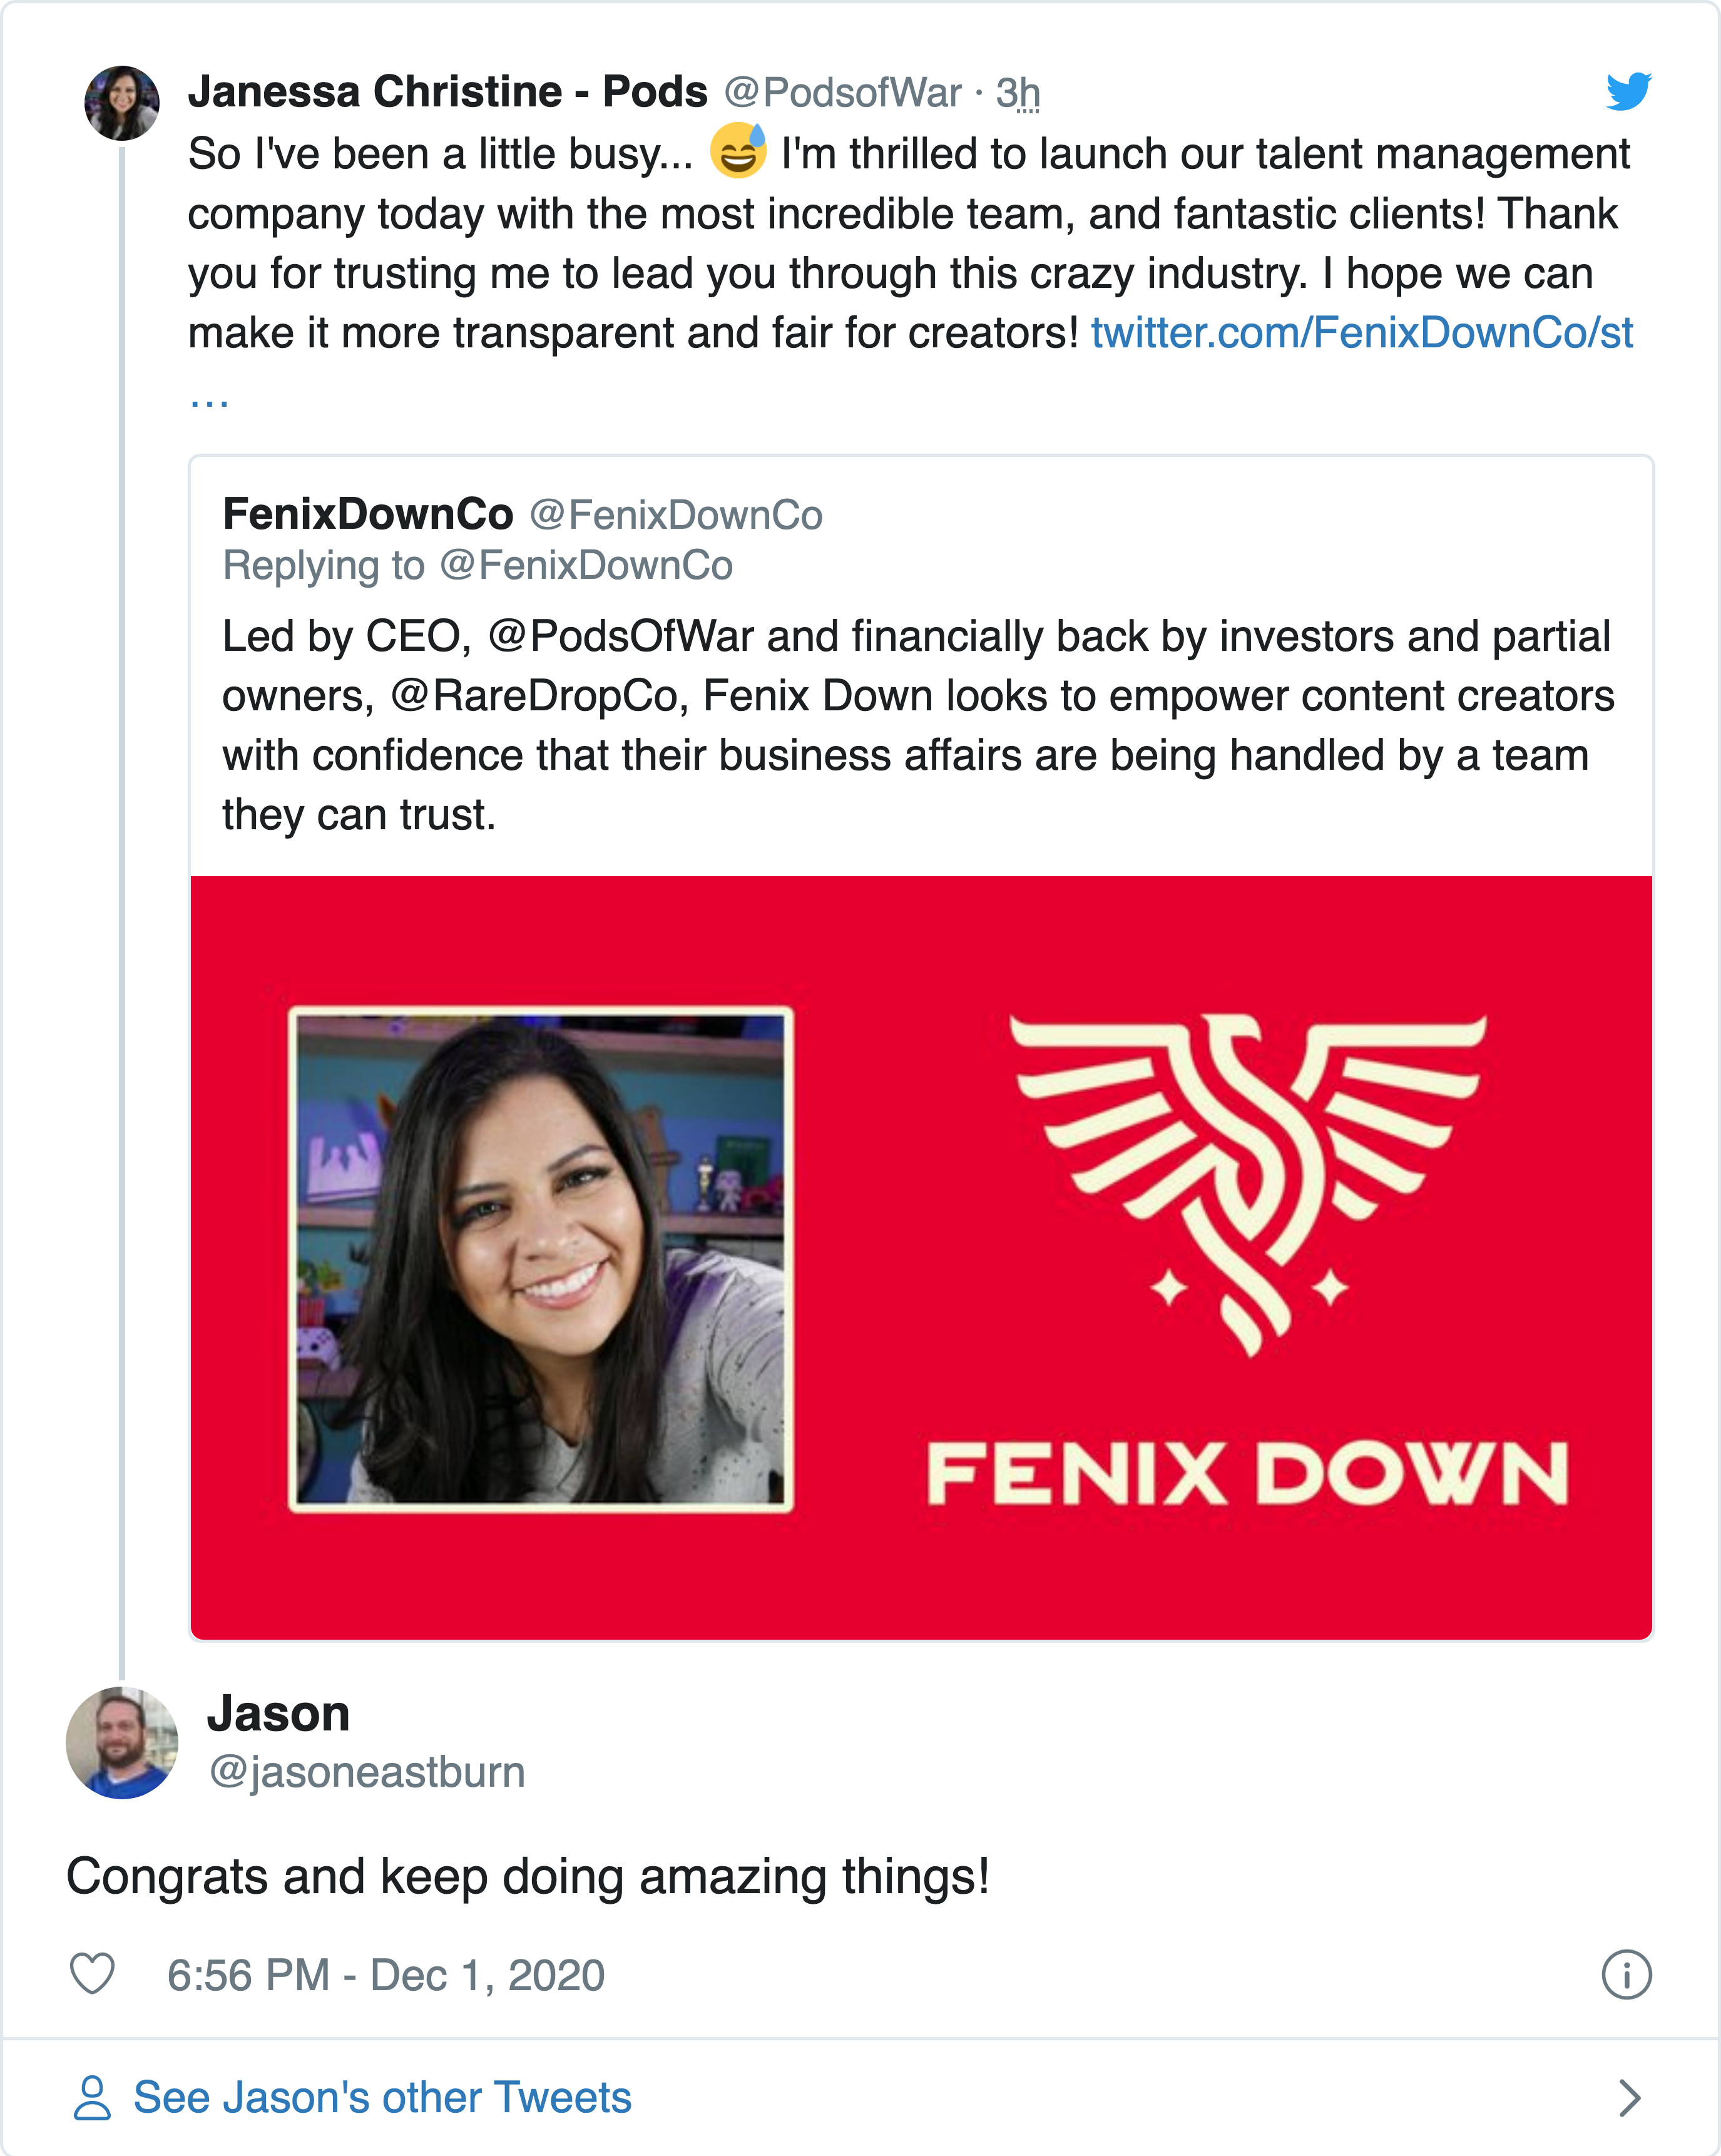 Janessa Christine - Pods @PodsofWar · 3h
So I've been a little busy... 😅 I'm thrilled to launch our talent management
company today with the most incredible team, and fantastic clients! Thank
you for trusting me to lead you through this crazy industry. I hope we can
make it more transparent and fair for creators! twitter.com/FenixDownCo/st
…
FenixDownCo @FenixDownCo
Replying to @FenixDownCo
Led by CEO, @PodsOfWar and financially back by investors and partial
owners, @RareDropCo, Fenix Down looks to empower content creators
with confidence that their business affairs are being handled by a team
they can trust.
FENIX DOWN
Jason
@jasoneastburn
Congrats and keep doing amazing things!
6:56 PM - Dec 1, 2020
See Jason's other Tweets